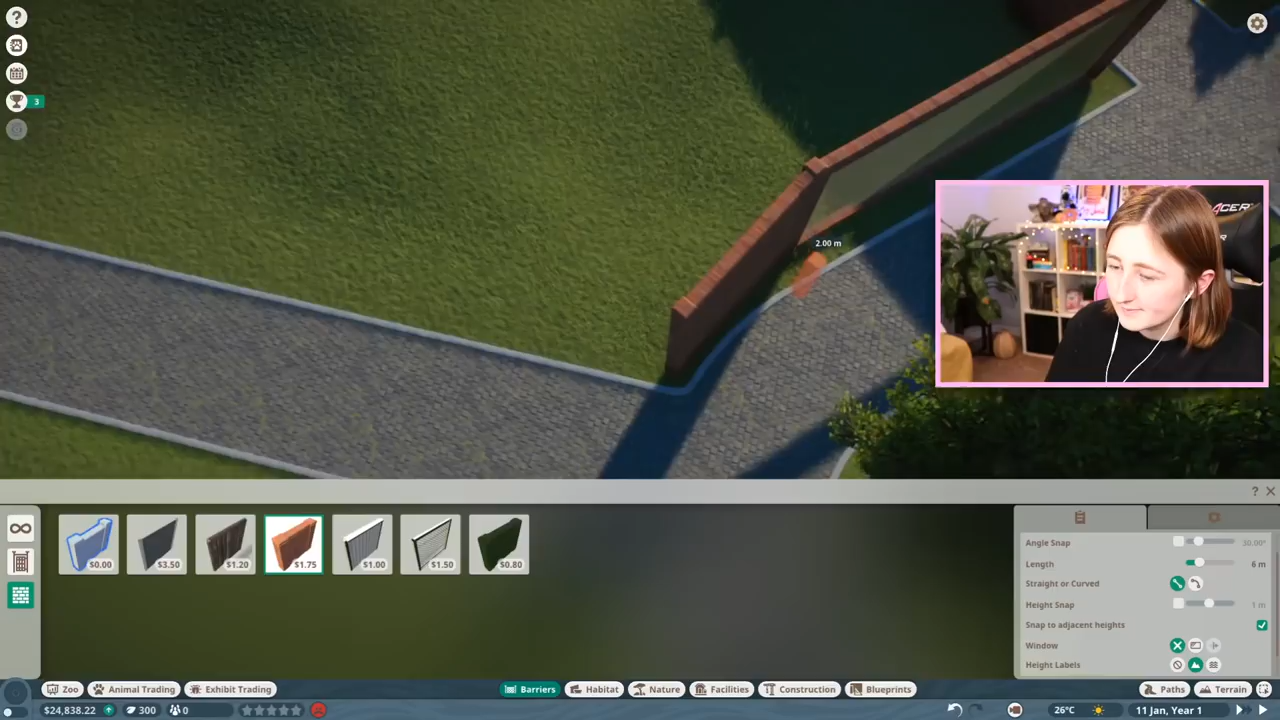 ?
3
2.00 m
ACER
? ×
$0.00
$3.50
$1.20
$1.75
$1.00
$1.50
$0.80
Angle Snap 30.00°
Length 6 m
Straight or Curved
Height Snap 1 m
Snap to adjacent heights
Window
Height Labels
Zoo
Animal Trading
Exhibit Trading
Barriers
Habitat
Nature
Facilities
Construction
Blueprints
Paths
Terrain
$24,838.22
300
0
26°C
11 Jan, Year 1